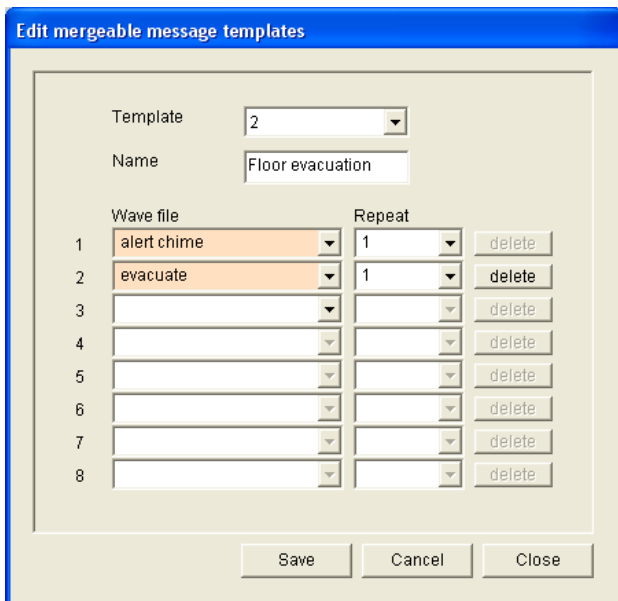 Edit mergeable message templates
Template 2
Name Floor evacuation
Wave file Repeat
1 alert chime 1 delete
2 evacuate 1 delete
3 delete
4 delete
5 delete
6 delete
7 delete
8 delete
Save Cancel Close